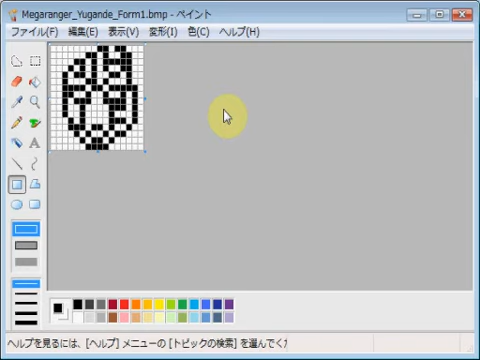 Megaranger_Yugande_Form1.bmp - ペイント
ファイル(F) 編集(E) 表示(V) 変形(I) 色(C) ヘルプ(H)
A
ヘルプを見るには、[ヘルプ] メニューの [トピックの検索] を選んでくだ